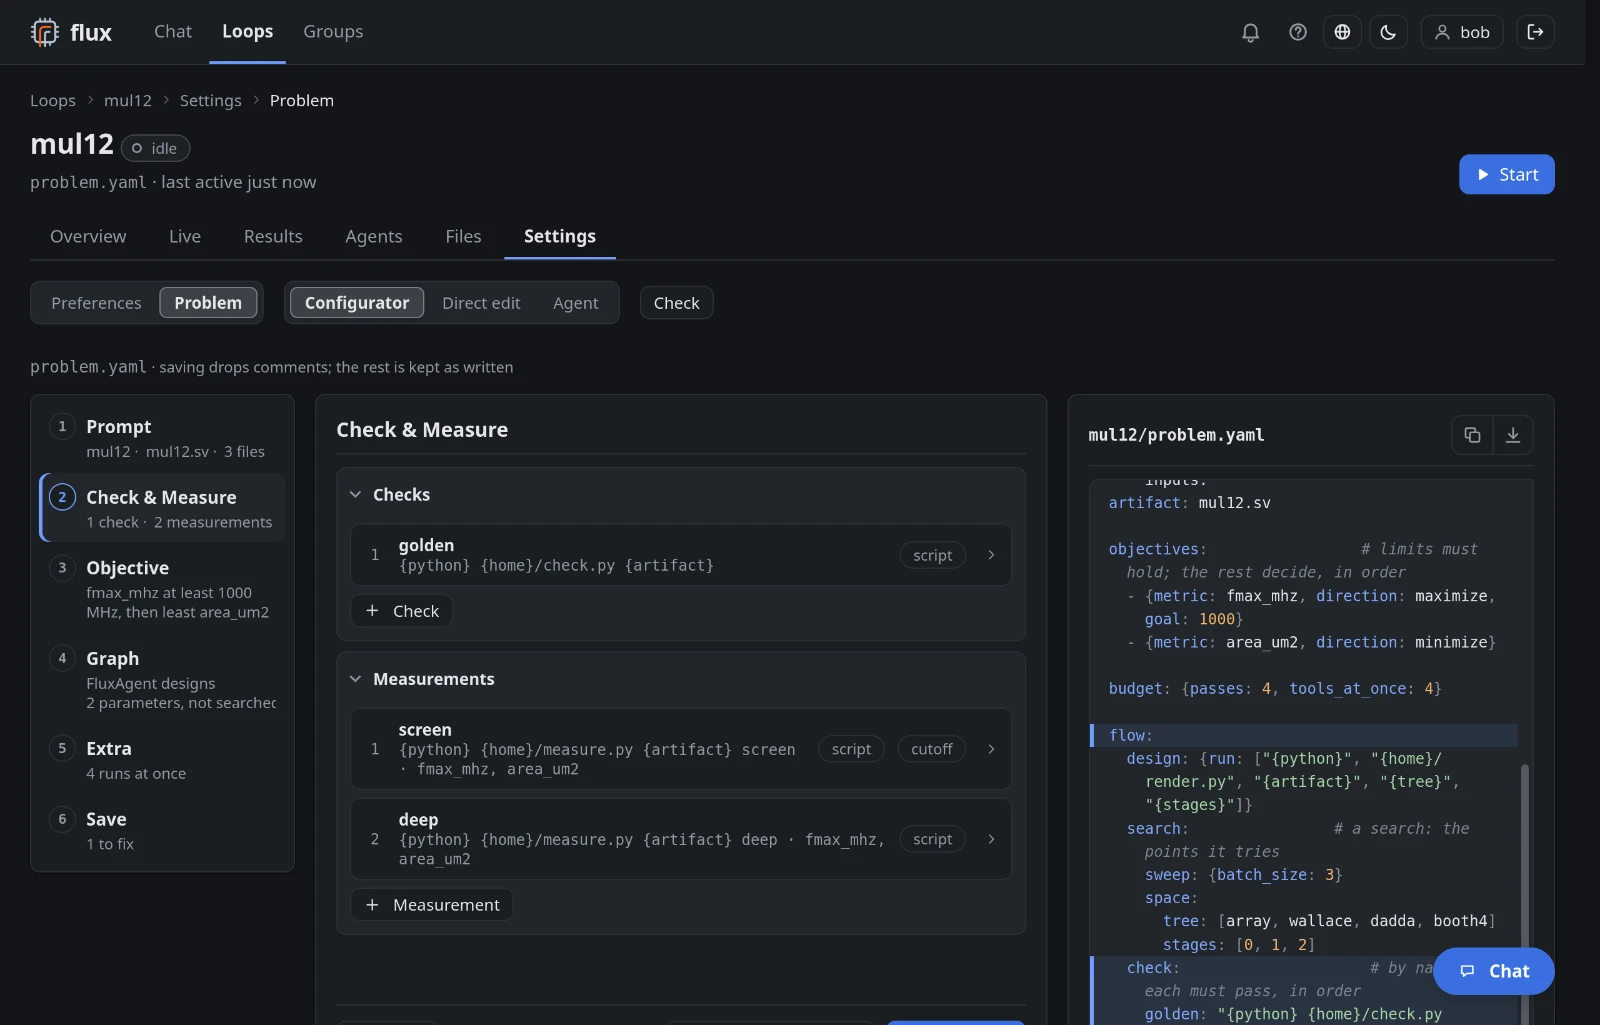 flux
Chat
Loops
Groups
bob
Loops > mul12 > Settings > Problem
mul12
idle
problem.yaml · last active just now
Start
Overview
Live
Results
Agents
Files
Settings
Preferences
Problem
Configurator
Direct edit
Agent
Check
problem.yaml · saving drops comments; the rest is kept as written
1
Prompt
mul12 · mul12.sv · 3 files
2
Check & Measure
1 check · 2 measurements
3
Objective
fmax_mhz at least 1000
MHz, then least area_um2
4
Graph
FluxAgent designs
2 parameters, not searched
5
Extra
4 runs at once
6
Save
1 to fix
Check & Measure
Checks
1
golden
{python} {home}/check.py {artifact}
script
+ Check
Measurements
1
screen
{python} {home}/measure.py {artifact} screen
· fmax_mhz, area_um2
script
cutoff
2
deep
{python} {home}/measure.py {artifact} deep · fmax_mhz,
area_um2
script
+ Measurement
mul12/problem.yaml
inputs:
artifact: mul12.sv
objectives: # limits must
hold; the rest decide, in order
- {metric: fmax_mhz, direction: maximize,
goal: 1000}
- {metric: area_um2, direction: minimize}
budget: {passes: 4, tools_at_once: 4}
flow:
design: {run: ["{python}", "{home}/
render.py", "{artifact}", "{tree}",
"{stages}"]}
search: # a search: the
points it tries
sweep: {batch_size: 3}
space:
tree: [array, wallace, dadda, booth4]
stages: [0, 1, 2]
check: # by na
each must pass, in order
golden: "{python} {home}/check.py
Chat